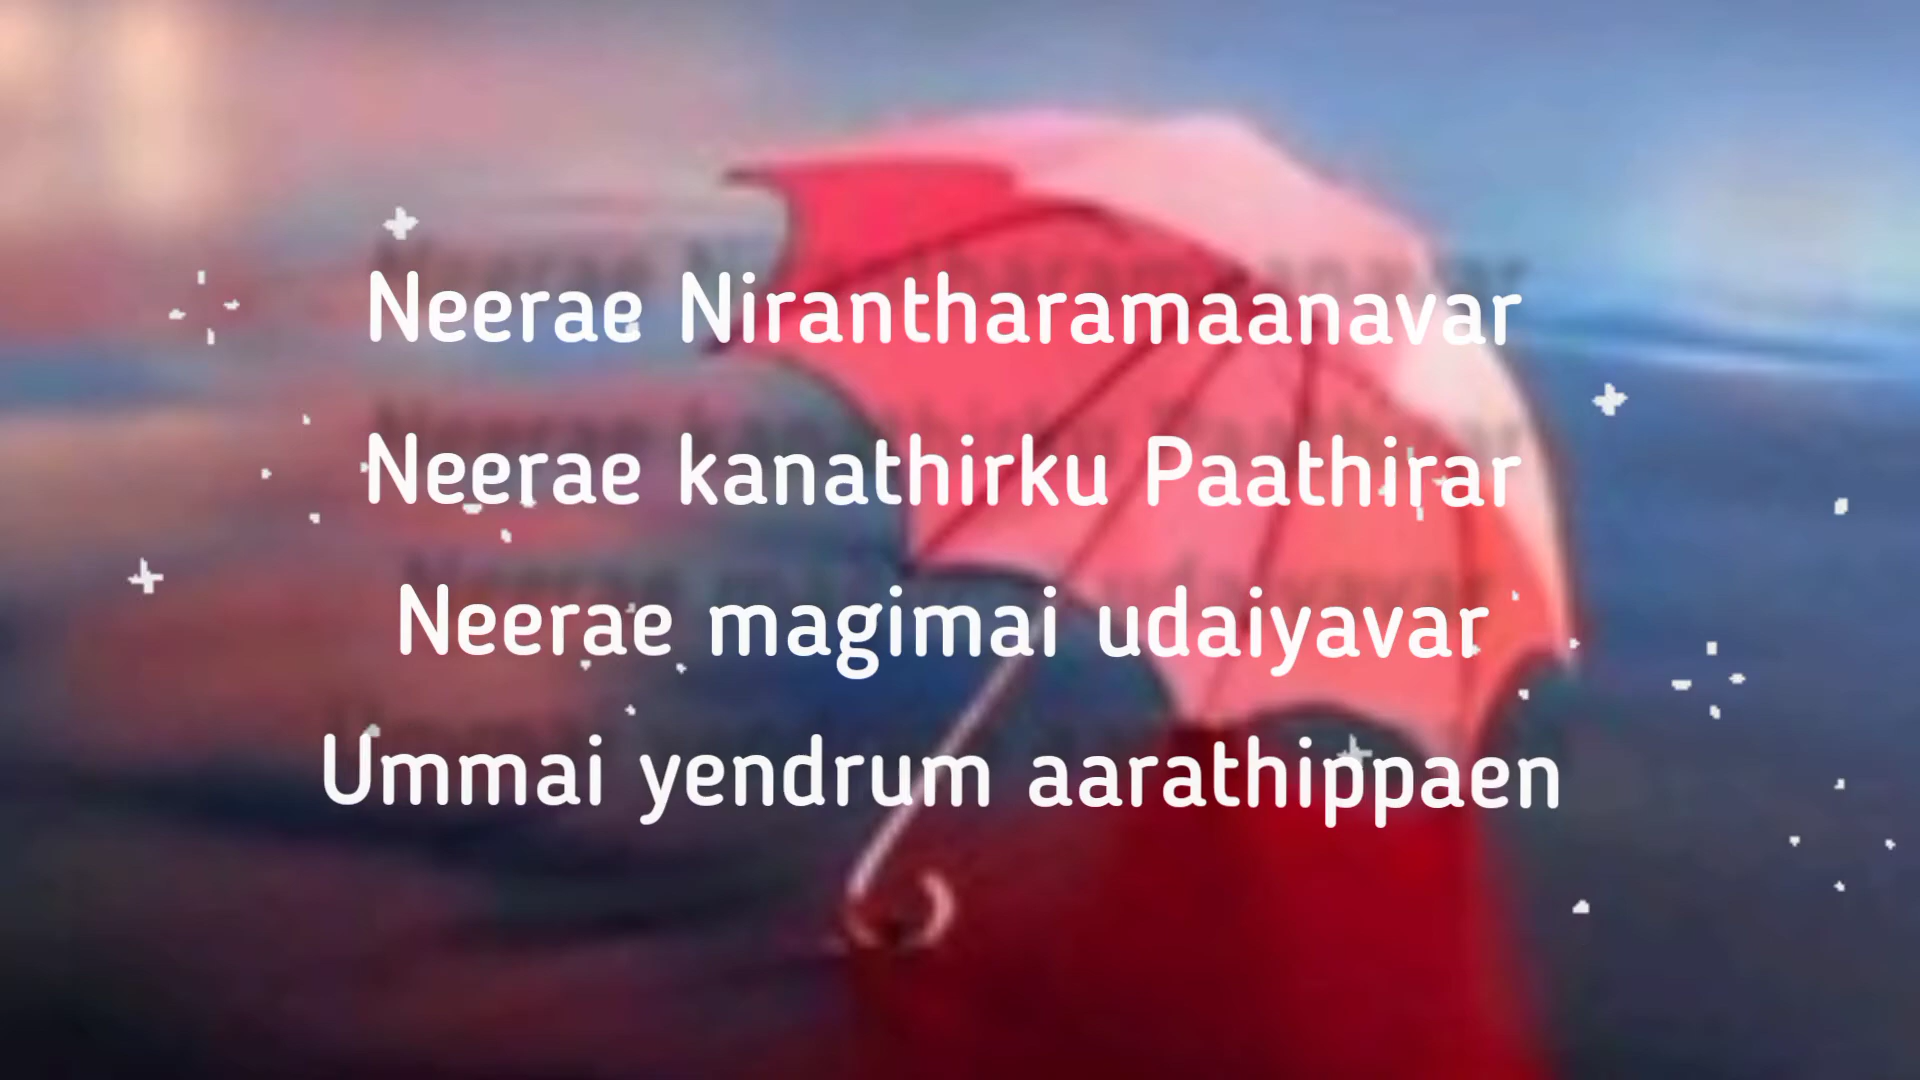 Neerae Nirantharamaanavar
Neerae kanathirku Paathirar
Neerae magimai udaiyavar
Ummai yendrum aarathippaen